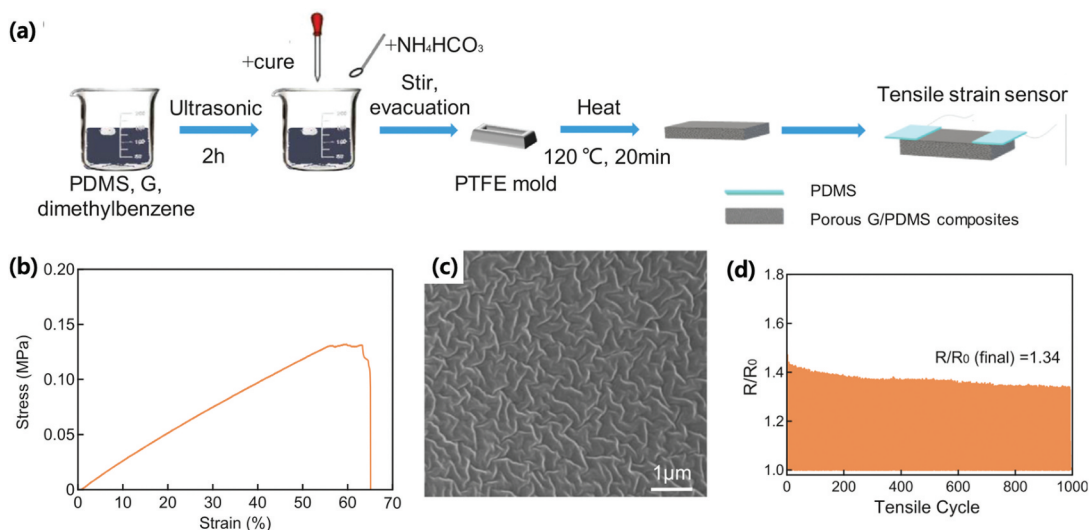 (a)
+cure
+NH₄HCO₃
Ultrasonic
2h
Stir,
evacuation
Heat
120 ℃, 20min
Tensile strain sensor
PDMS, G,
dimethylbenzene
PTFE mold
PDMS
Porous G/PDMS composites
(b)
0.20
0.15
0.10
0.05
0
Stress (MPa)
0 10 20 30 40 50 60 70
Strain (%)
(c)
1μm
(d)
1.8
1.6
1.4
1.2
1.0
R/R₀
R/R₀ (final) =1.34
0 200 400 600 800 1000
Tensile Cycle